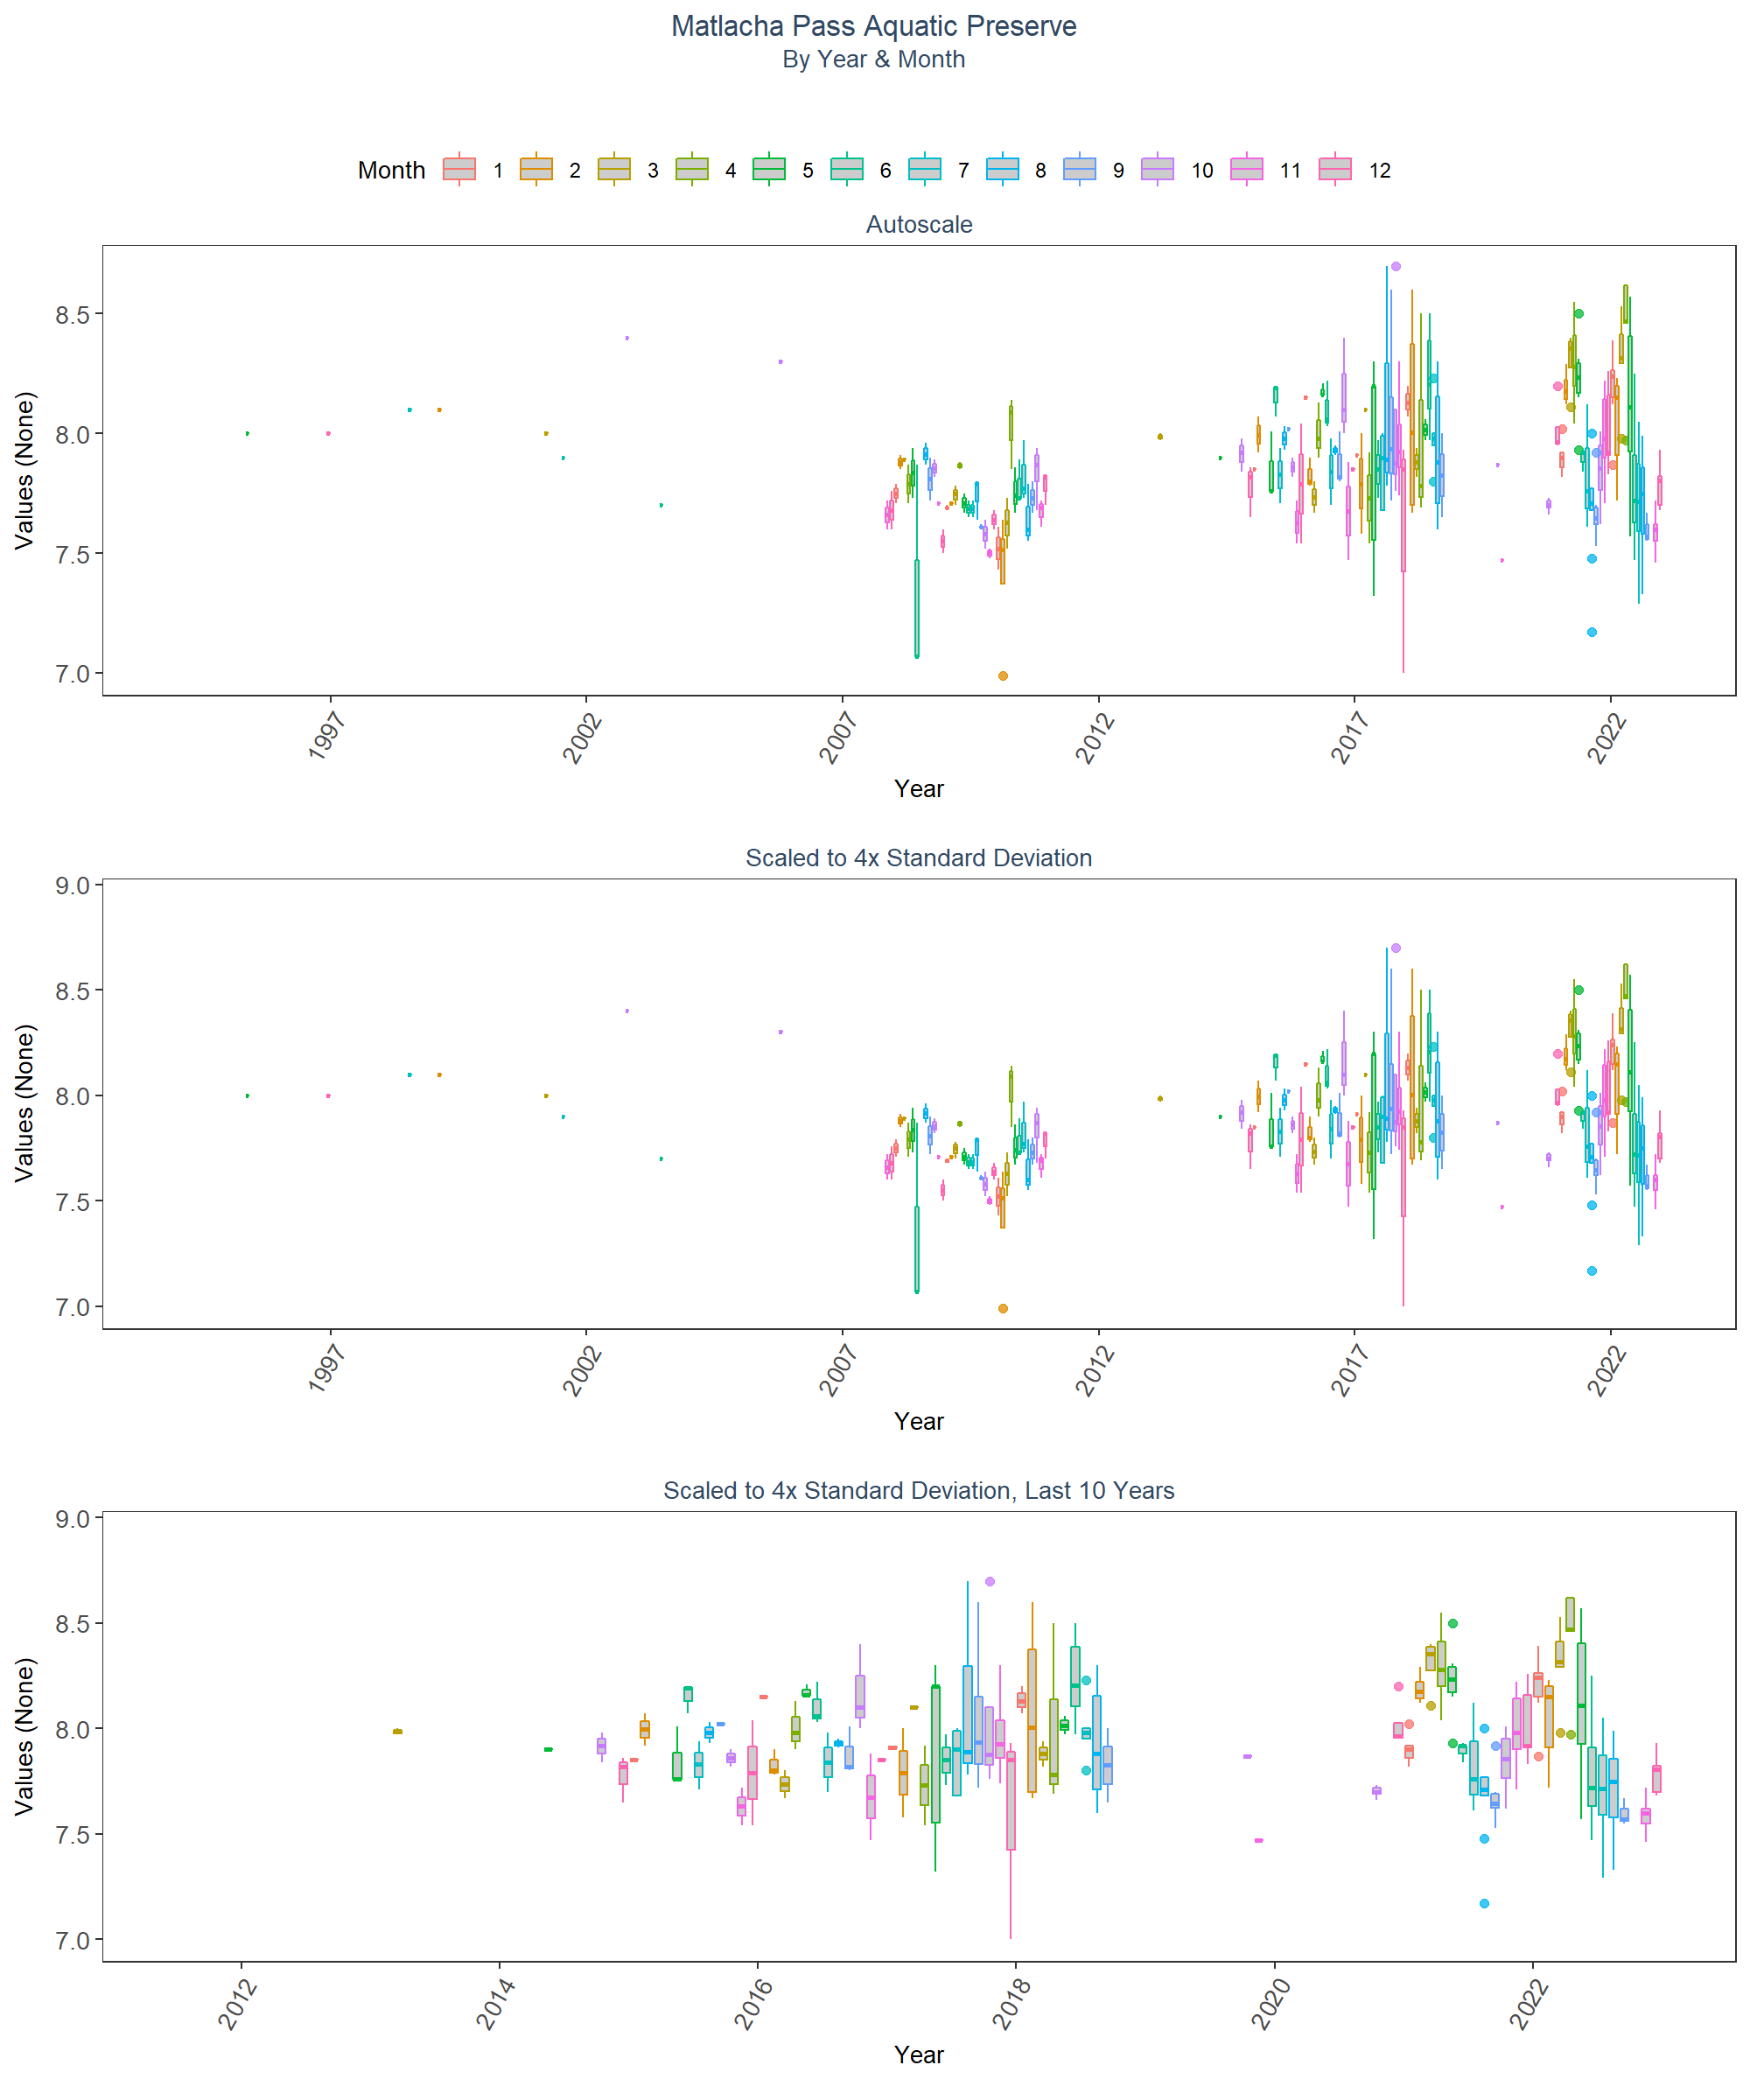 Matlacha Pass Aquatic Preserve
By Year & Month
Month 1 2 3 4 5 6 7 8 9 10 11 12
Autoscale
Values (None)
8.5
8.0
7.5
7.0
1997 2002 2007 2012 2017 2022
Year
Scaled to 4x Standard Deviation
Values (None)
9.0
8.5
8.0
7.5
7.0
1997 2002 2007 2012 2017 2022
Year
Scaled to 4x Standard Deviation, Last 10 Years
Values (None)
9.0
8.5
8.0
7.5
7.0
2012 2014 2016 2018 2020 2022
Year